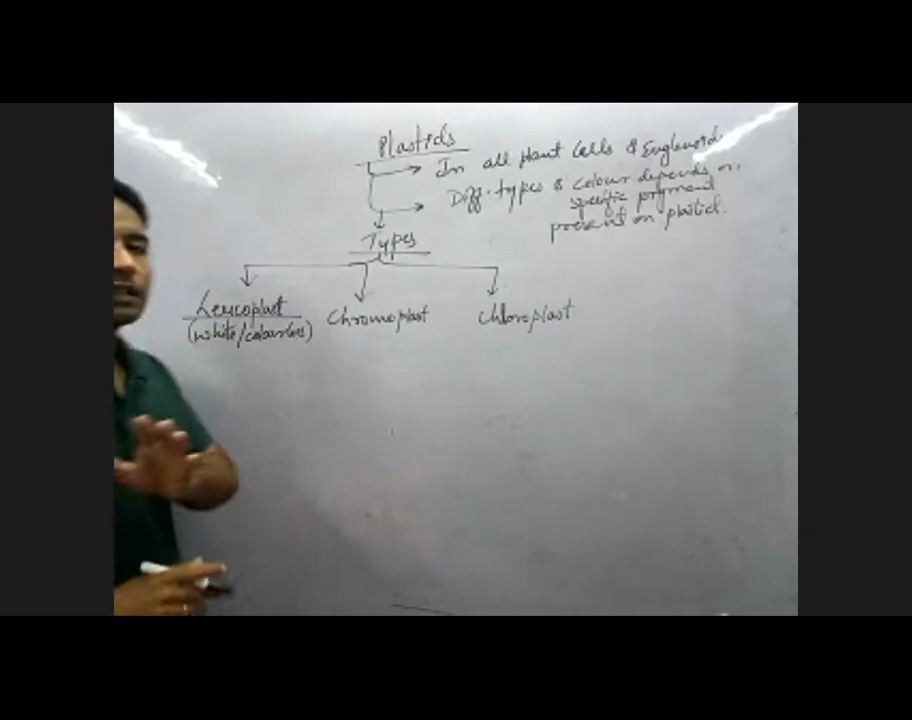 Plastids
In all plant cells & Euglenoid
Diff. types & colour depends on
specific pigment
present on plastid.
Types
Leucoplast
(white/colourless)
Chromoplast
Chloroplast